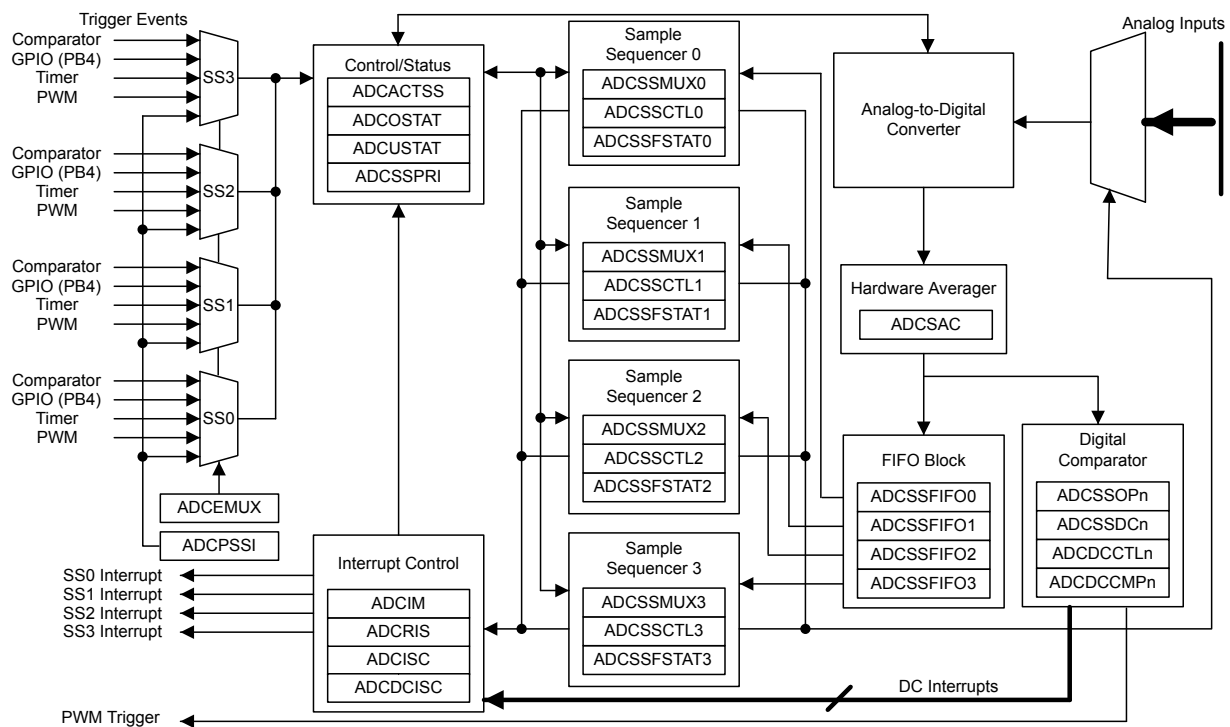 Trigger Events
Comparator
GPIO (PB4)
Timer
PWM
SS3
Comparator
GPIO (PB4)
Timer
PWM
SS2
Comparator
GPIO (PB4)
Timer
PWM
SS1
Comparator
GPIO (PB4)
Timer
PWM
SS0
ADCEMUX
ADCPSSI
SS0 Interrupt
SS1 Interrupt
SS2 Interrupt
SS3 Interrupt
PWM Trigger
Control/Status
ADCACTSS
ADCOSTAT
ADCUSTAT
ADCSSPRI
Interrupt Control
ADCIM
ADCRIS
ADCISC
ADCDCISC
Sample
Sequencer 0
ADCSSMUX0
ADCSSCTL0
ADCSSFSTAT0
Sample
Sequencer 1
ADCSSMUX1
ADCSSCTL1
ADCSSFSTAT1
Sample
Sequencer 2
ADCSSMUX2
ADCSSCTL2
ADCSSFSTAT2
Sample
Sequencer 3
ADCSSMUX3
ADCSSCTL3
ADCSSFSTAT3
Analog-to-Digital
Converter
Analog Inputs
Hardware Averager
ADCSAC
FIFO Block
ADCSSFIFO0
ADCSSFIFO1
ADCSSFIFO2
ADCSSFIFO3
Digital
Comparator
ADCSSOPn
ADCSSDCn
ADCDCCTLn
ADCDCCMPn
DC Interrupts